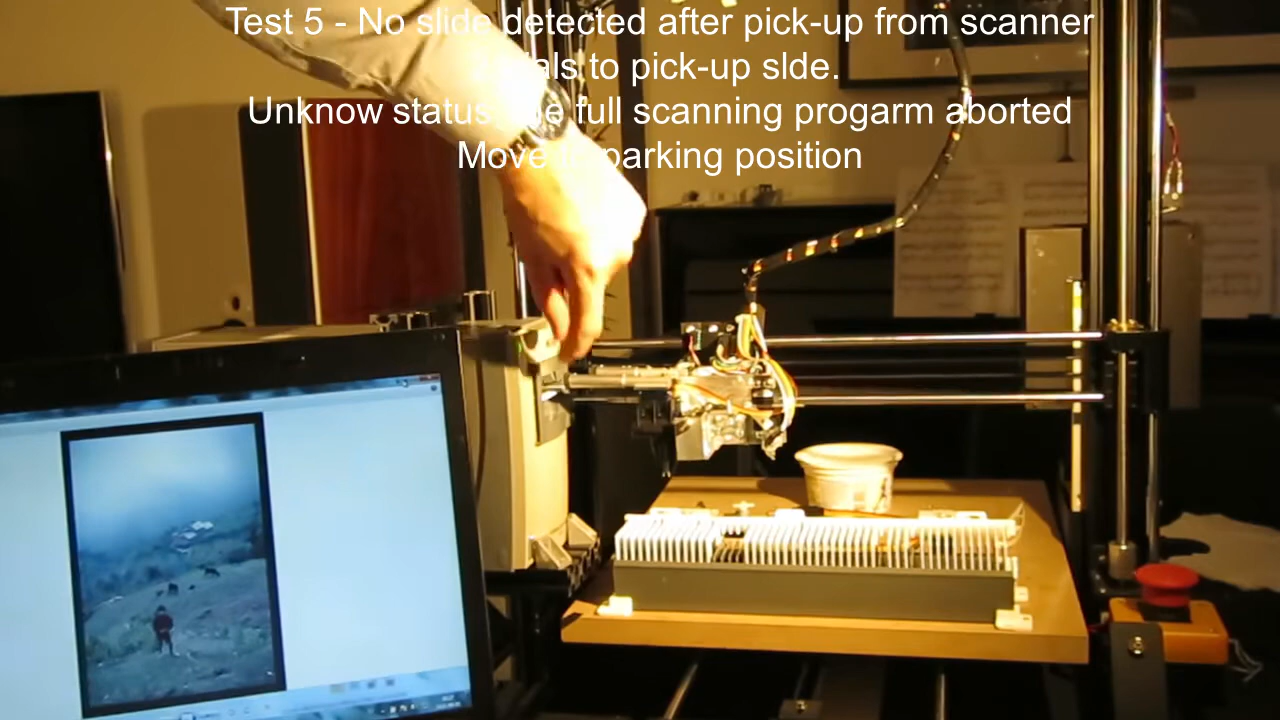 Test 5 - No slide detected after pick-up from scanner
to pick-up slde.
Unknow status full scanning progarm aborted
Move to parking position